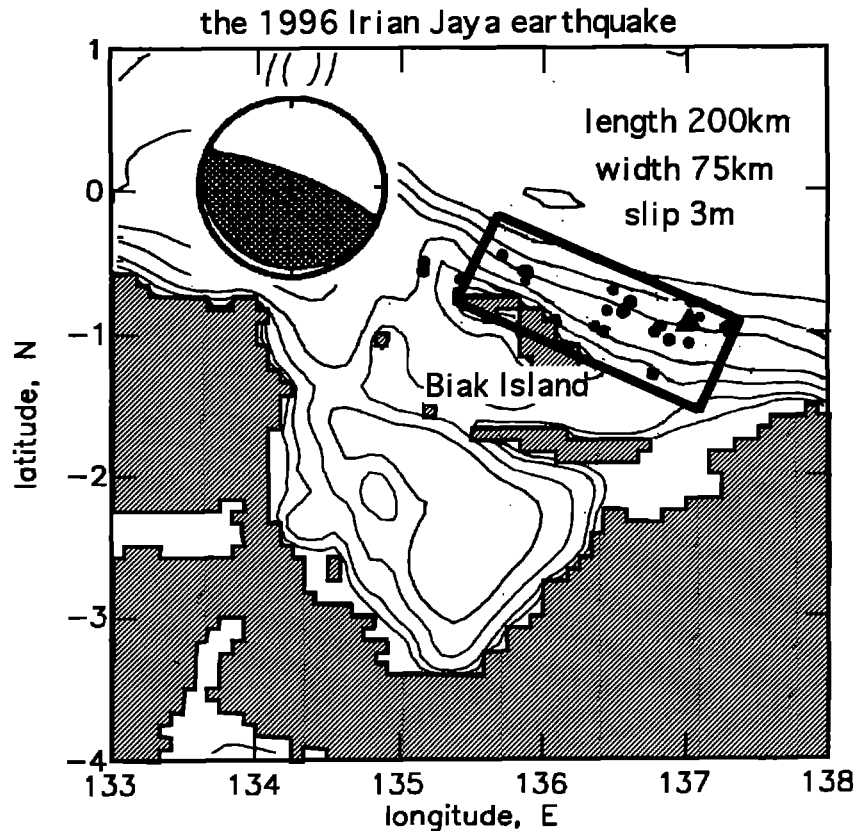 the 1996 Irian Jaya earthquake
1
length 200km
width 75km
0
slip 3m
−1
Biak Island
latitude, N
−2
−3
−4
133 134 135 136 137 138
longitude, E